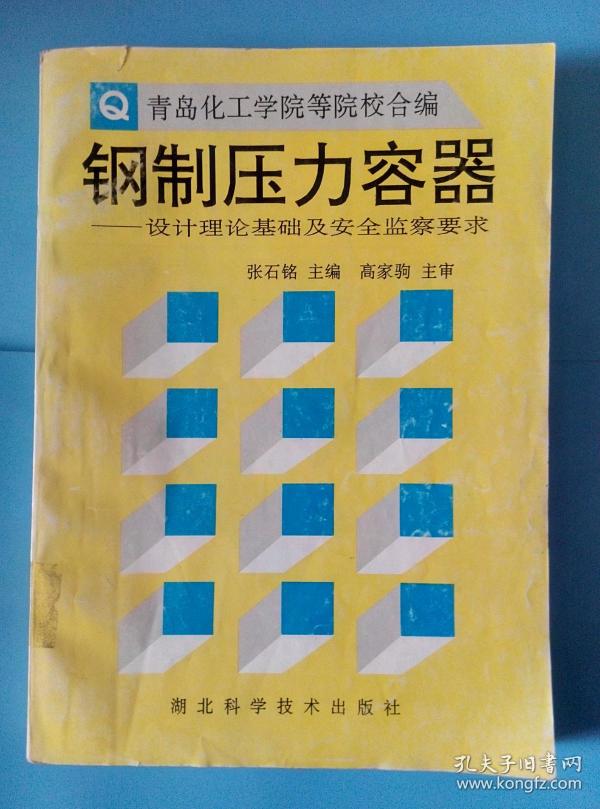 Q 青岛化工学院等院校合编
钢制压力容器
——设计理论基础及安全监察要求
张石铭 主编 高家驹 主审
湖北科学技术出版社
孔夫子旧书网
www.kongfz.com